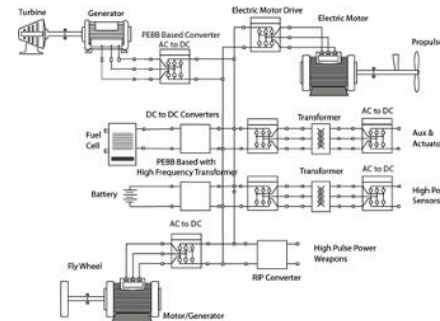 Turbine
Generator
PEBB Based Converter
AC to DC
Electric Motor Drive
Electric Motor
Propulse
DC to DC Converters
Fuel
Cell
Transformer
AC to DC
Aux &
Actuato
PEBB Based with
High Frequency Transformer
Battery
Transformer
AC to DC
High Po
Sensors
AC to DC
Fly Wheel
Motor/Generator
High Pulse Power
Weapons
RIP Converter